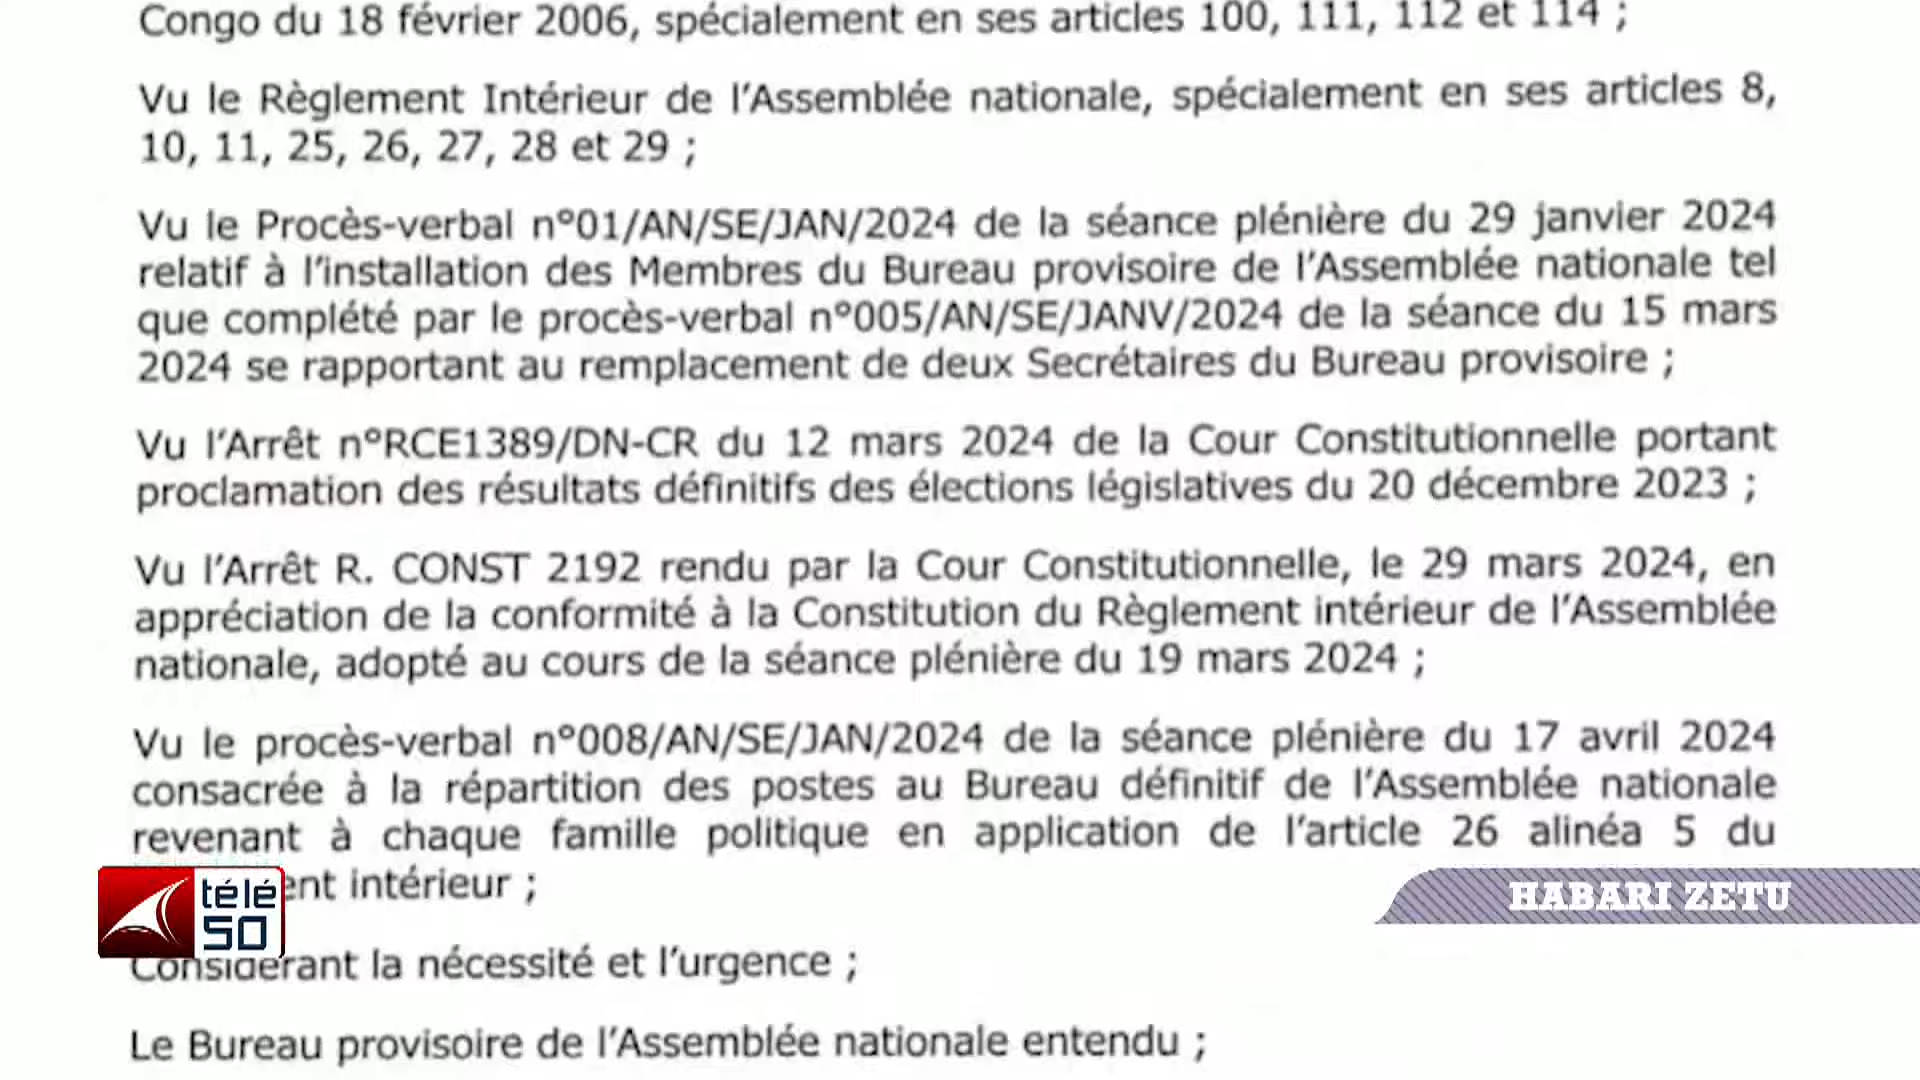 Congo du 18 février 2006, spécialement en ses articles 100, 111, 112 et 114 ;
Vu le Règlement Intérieur de l'Assemblée nationale, spécialement en ses articles 8,
10, 11, 25, 26, 27, 28 et 29 ;
Vu le Procès-verbal n°01/AN/SE/JAN/2024 de la séance plénière du 29 janvier 2024
relatif à l'installation des Membres du Bureau provisoire de l'Assemblée nationale tel
que complété par le procès-verbal n°005/AN/SE/JANV/2024 de la séance du 15 mars
2024 se rapportant au remplacement de deux Secrétaires du Bureau provisoire ;
Vu l'Arrêt n°RCE1389/DN-CR du 12 mars 2024 de la Cour Constitutionnelle portant
proclamation des résultats définitifs des élections législatives du 20 décembre 2023 ;
Vu l'Arrêt R. CONST 2192 rendu par la Cour Constitutionnelle, le 29 mars 2024, en
appréciation de la conformité à la Constitution du Règlement intérieur de l'Assemblée
nationale, adopté au cours de la séance plénière du 19 mars 2024 ;
Vu le procès-verbal n°008/AN/SE/JAN/2024 de la séance plénière du 17 avril 2024
consacrée à la répartition des postes au Bureau définitif de l'Assemblée nationale
revenant à chaque famille politique en application de l'article 26 alinéa 5 du
ent intérieur ;
télé
50
HABARI ZETU
Considérant la nécessité et l'urgence ;
Le Bureau provisoire de l'Assemblée nationale entendu ;